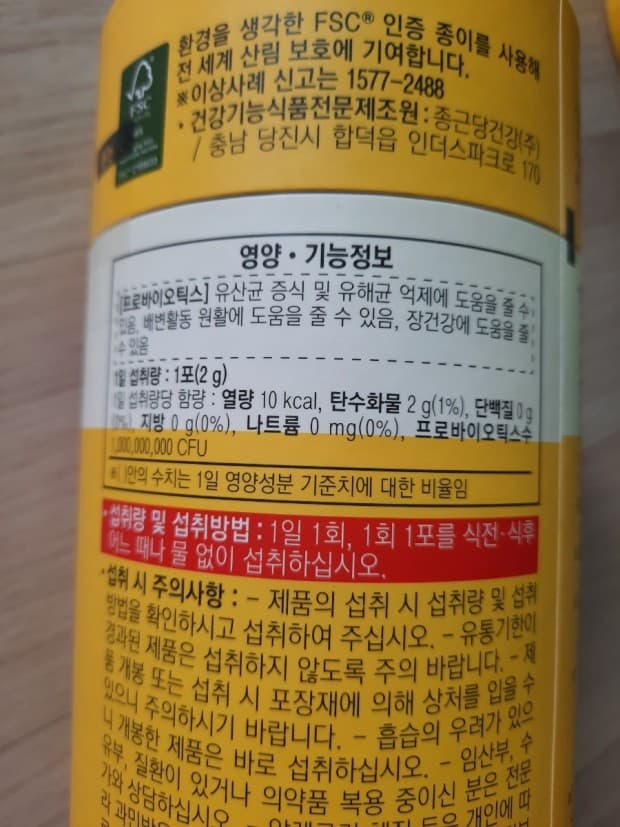 환경을 생각한 FSC® 인증 종이를 사용해
전 세계 산림 보호에 기여합니다.
※이상사례 신고는 1577-2488
• 건강기능식품전문제조원 : 종근당건강(주)
/ 충남 당진시 합덕읍 인더스파크로 170
FSC
영양 • 기능정보
[프로바이오틱스] 유산균 증식 및 유해균 억제에 도움을 줄 수
있음, 배변활동 원활에 도움을 줄 수 있음, 장건강에 도움을 줄
수 있음
1일 섭취량 : 1포(2 g)
1일 섭취량당 함량 : 열량 10 kcal, 탄수화물 2 g(1%), 단백질 0 g
(0%), 지방 0 g(0%), 나트륨 0 mg(0%), 프로바이오틱스수
1,000,000,000 CFU
※( )안의 수치는 1일 영양성분 기준치에 대한 비율임
• 섭취량 및 섭취방법 : 1일 1회, 1회 1포를 식전·식후
어느 때나 물 없이 섭취하십시오.
• 섭취 시 주의사항 : – 제품의 섭취 시 섭취량 및 섭취
방법을 확인하시고 섭취하여 주십시오. – 유통기한이
경과된 제품은 섭취하지 않도록 주의 바랍니다. – 제
품 개봉 또는 섭취 시 포장재에 의해 상처를 입을 수
있으니 주의하시기 바랍니다. – 흡습의 우려가 있으
니 개봉한 제품은 바로 섭취하십시오. – 임산부, 수
유부, 질환이 있거나 의약품 복용 중이신 분은 전문
가와 상담하십시오. – 알레르기 체질 등은 개인에 따
라